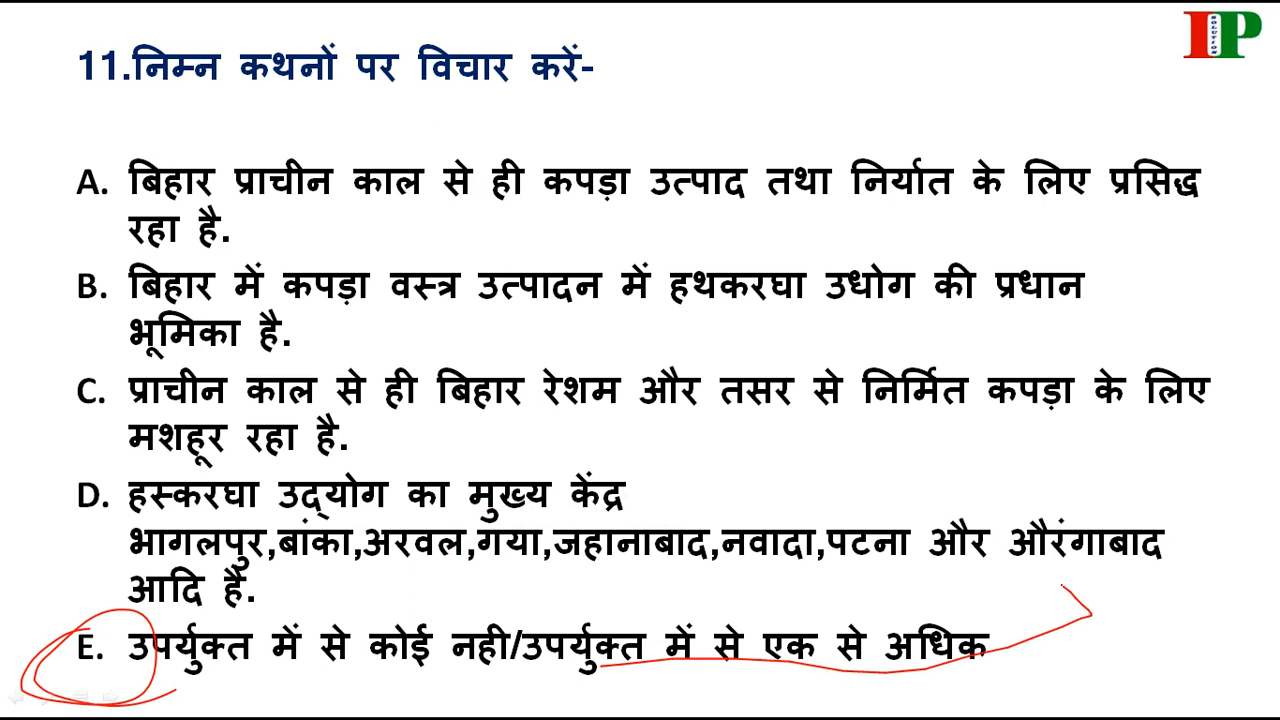 11.निम्न कथनों पर विचार करें-
IP
SOLUTION
A. बिहार प्राचीन काल से ही कपड़ा उत्पाद तथा निर्यात के लिए प्रसिद्ध
रहा है.
B. बिहार में कपड़ा वस्त्र उत्पादन में हथकरघा उधोग की प्रधान
भूमिका है.
C. प्राचीन काल से ही बिहार रेशम और तसर से निर्मित कपड़ा के लिए
मशहूर रहा है.
D. हस्करघा उद्योग का मुख्य केंद्र
भागलपुर,बांका,अरवल,गया,जहानाबाद,नवादा,पटना और औरंगाबाद
आदि है.
E. उपर्युक्त में से कोई नही/उपर्युक्त में से एक से अधिक